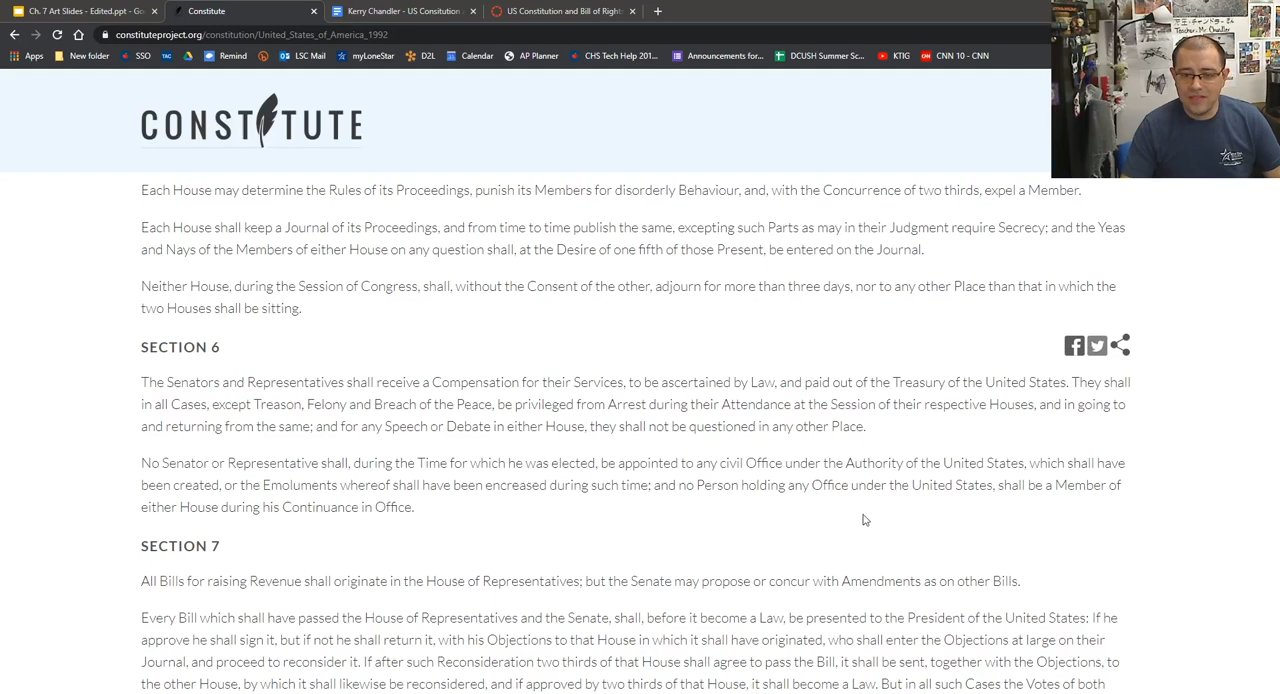 Ch. 7 Art Slides - Edited.ppt - Go
Constitute
Kerry Chandler - US Consitution
US Constitution and Bill of Right
constituteproject.org/constitution/United_States_of_America_1992
Apps
New folder
SSO
TAC
Remind
LSC Mail
myLoneStar
D2L
Calendar
AP Planner
CHS Tech Help 201...
Announcements for...
DCUSH Summer Sc...
KTIG
CNN 10 - CNN
CONSTITUTE
Each House may determine the Rules of its Proceedings, punish its Members for disorderly Behaviour, and, with the Concurrence of two thirds, expel a Member.
Each House shall keep a Journal of its Proceedings, and from time to time publish the same, excepting such Parts as may in their Judgment require Secrecy; and the Yeas
and Nays of the Members of either House on any question shall, at the Desire of one fifth of those Present, be entered on the Journal.
Neither House, during the Session of Congress, shall, without the Consent of the other, adjourn for more than three days, nor to any other Place than that in which the
two Houses shall be sitting.
SECTION 6
The Senators and Representatives shall receive a Compensation for their Services, to be ascertained by Law, and paid out of the Treasury of the United States. They shall
in all Cases, except Treason, Felony and Breach of the Peace, be privileged from Arrest during their Attendance at the Session of their respective Houses, and in going to
and returning from the same; and for any Speech or Debate in either House, they shall not be questioned in any other Place.
No Senator or Representative shall, during the Time for which he was elected, be appointed to any civil Office under the Authority of the United States, which shall have
been created, or the Emoluments whereof shall have been encreased during such time; and no Person holding any Office under the United States, shall be a Member of
either House during his Continuance in Office.
SECTION 7
All Bills for raising Revenue shall originate in the House of Representatives; but the Senate may propose or concur with Amendments as on other Bills.
Every Bill which shall have passed the House of Representatives and the Senate, shall, before it become a Law, be presented to the President of the United States: If he
approve he shall sign it, but if not he shall return it, with his Objections to that House in which it shall have originated, who shall enter the Objections at large on their
Journal, and proceed to reconsider it. If after such Reconsideration two thirds of that House shall agree to pass the Bill, it shall be sent, together with the Objections, to
the other House, by which it shall likewise be reconsidered, and if approved by two thirds of that House, it shall become a Law. But in all such Cases the Votes of both